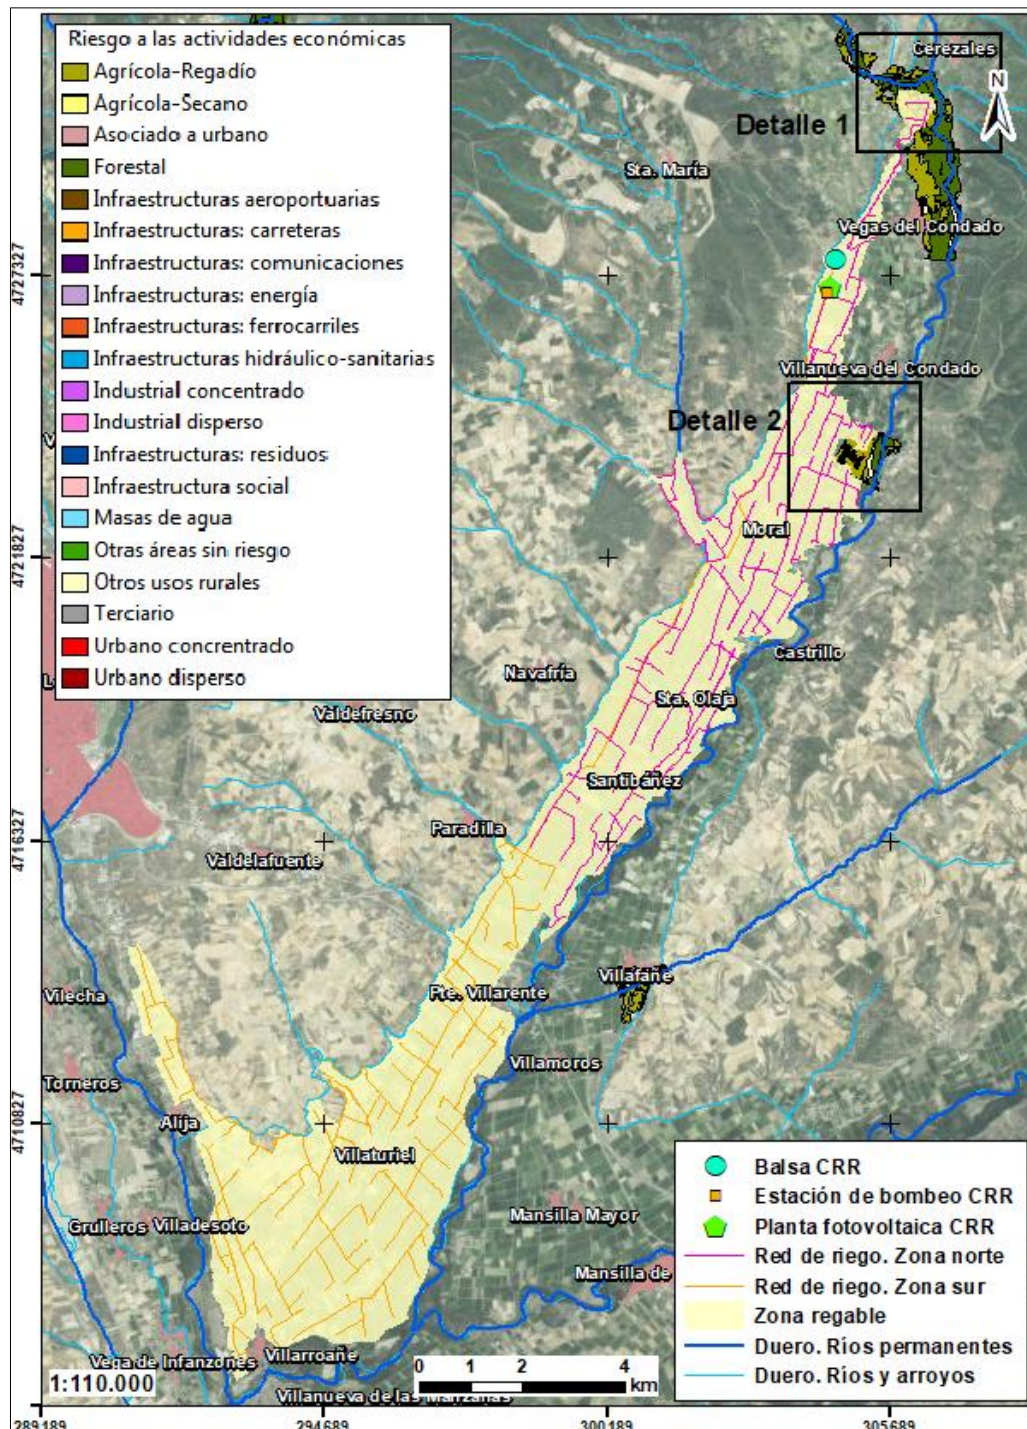 Riesgo a las actividades económicas
Agrícola-Regadío
Agrícola-Secano
Asociado a urbano
Forestal
Infraestructuras aeroportuarias
Infraestructuras: carreteras
Infraestructuras: comunicaciones
Infraestructuras: energía
Infraestructuras: ferrocarriles
Infraestructuras hidráulico-sanitarias
Industrial concentrado
Industrial disperso
Infraestructuras: residuos
Infraestructura social
Masas de agua
Otras áreas sin riesgo
Otros usos rurales
Terciario
Urbano concrentrado
Urbano disperso
Cerezales
N
Detalle 1
Sta. María
Vegas del Condado
4727327
Villanueva del Condado
Detalle 2
Moral
4721827
Castrillo
Navafría
Sta. Olaja
Valdefresno
Santibáñez
Paradilla
4716327
Valdelafuente
Villafañe
Vilecha
Pte. Villarente
Villamoros
Torneros
Alija
4710827
Villaturiel
Grulleros
Villadesoto
Mansilla Mayor
Mansilla de
Balsa CRR
Estación de bombeo CRR
Planta fotovoltaica CRR
Red de riego. Zona norte
Red de riego. Zona sur
Zona regable
Duero. Ríos permanentes
Duero. Ríos y arroyos
Vega de Infanzones
Villarroañe
Villanueva de las Manzanas
1:110.000
0 1 2 4
km
289189
294689
300189
305689